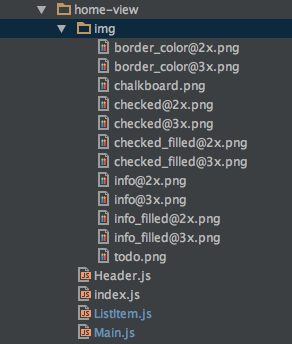 home-view
img
border_color@2x.png
border_color@3x.png
chalkboard.png
checked@2x.png
checked@3x.png
checked_filled@2x.png
checked_filled@3x.png
info@2x.png
info@3x.png
info_filled@2x.png
info_filled@3x.png
todo.png
Header.js
index.js
ListItem.js
Main.js